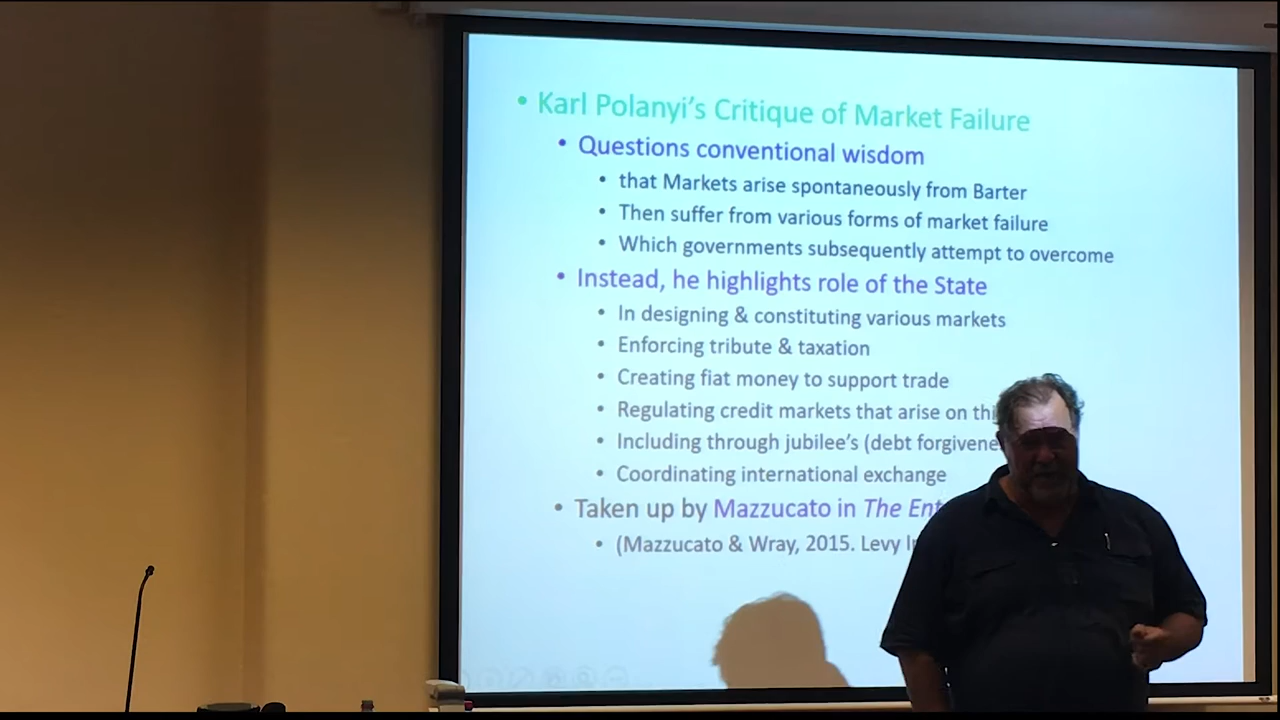 • Karl Polanyi's Critique of Market Failure
• Questions conventional wisdom
• that Markets arise spontaneously from Barter
• Then suffer from various forms of market failure
• Which governments subsequently attempt to overcome
• Instead, he highlights role of the State
• In designing & constituting various markets
• Enforcing tribute & taxation
• Creating fiat money to support trade
• Regulating credit markets that arise on
• Including through jubilee's (debt
• Coordinating international exchange
• Taken up by Mazzucato in The
• (Mazzucato & Wray, 2015. Levy